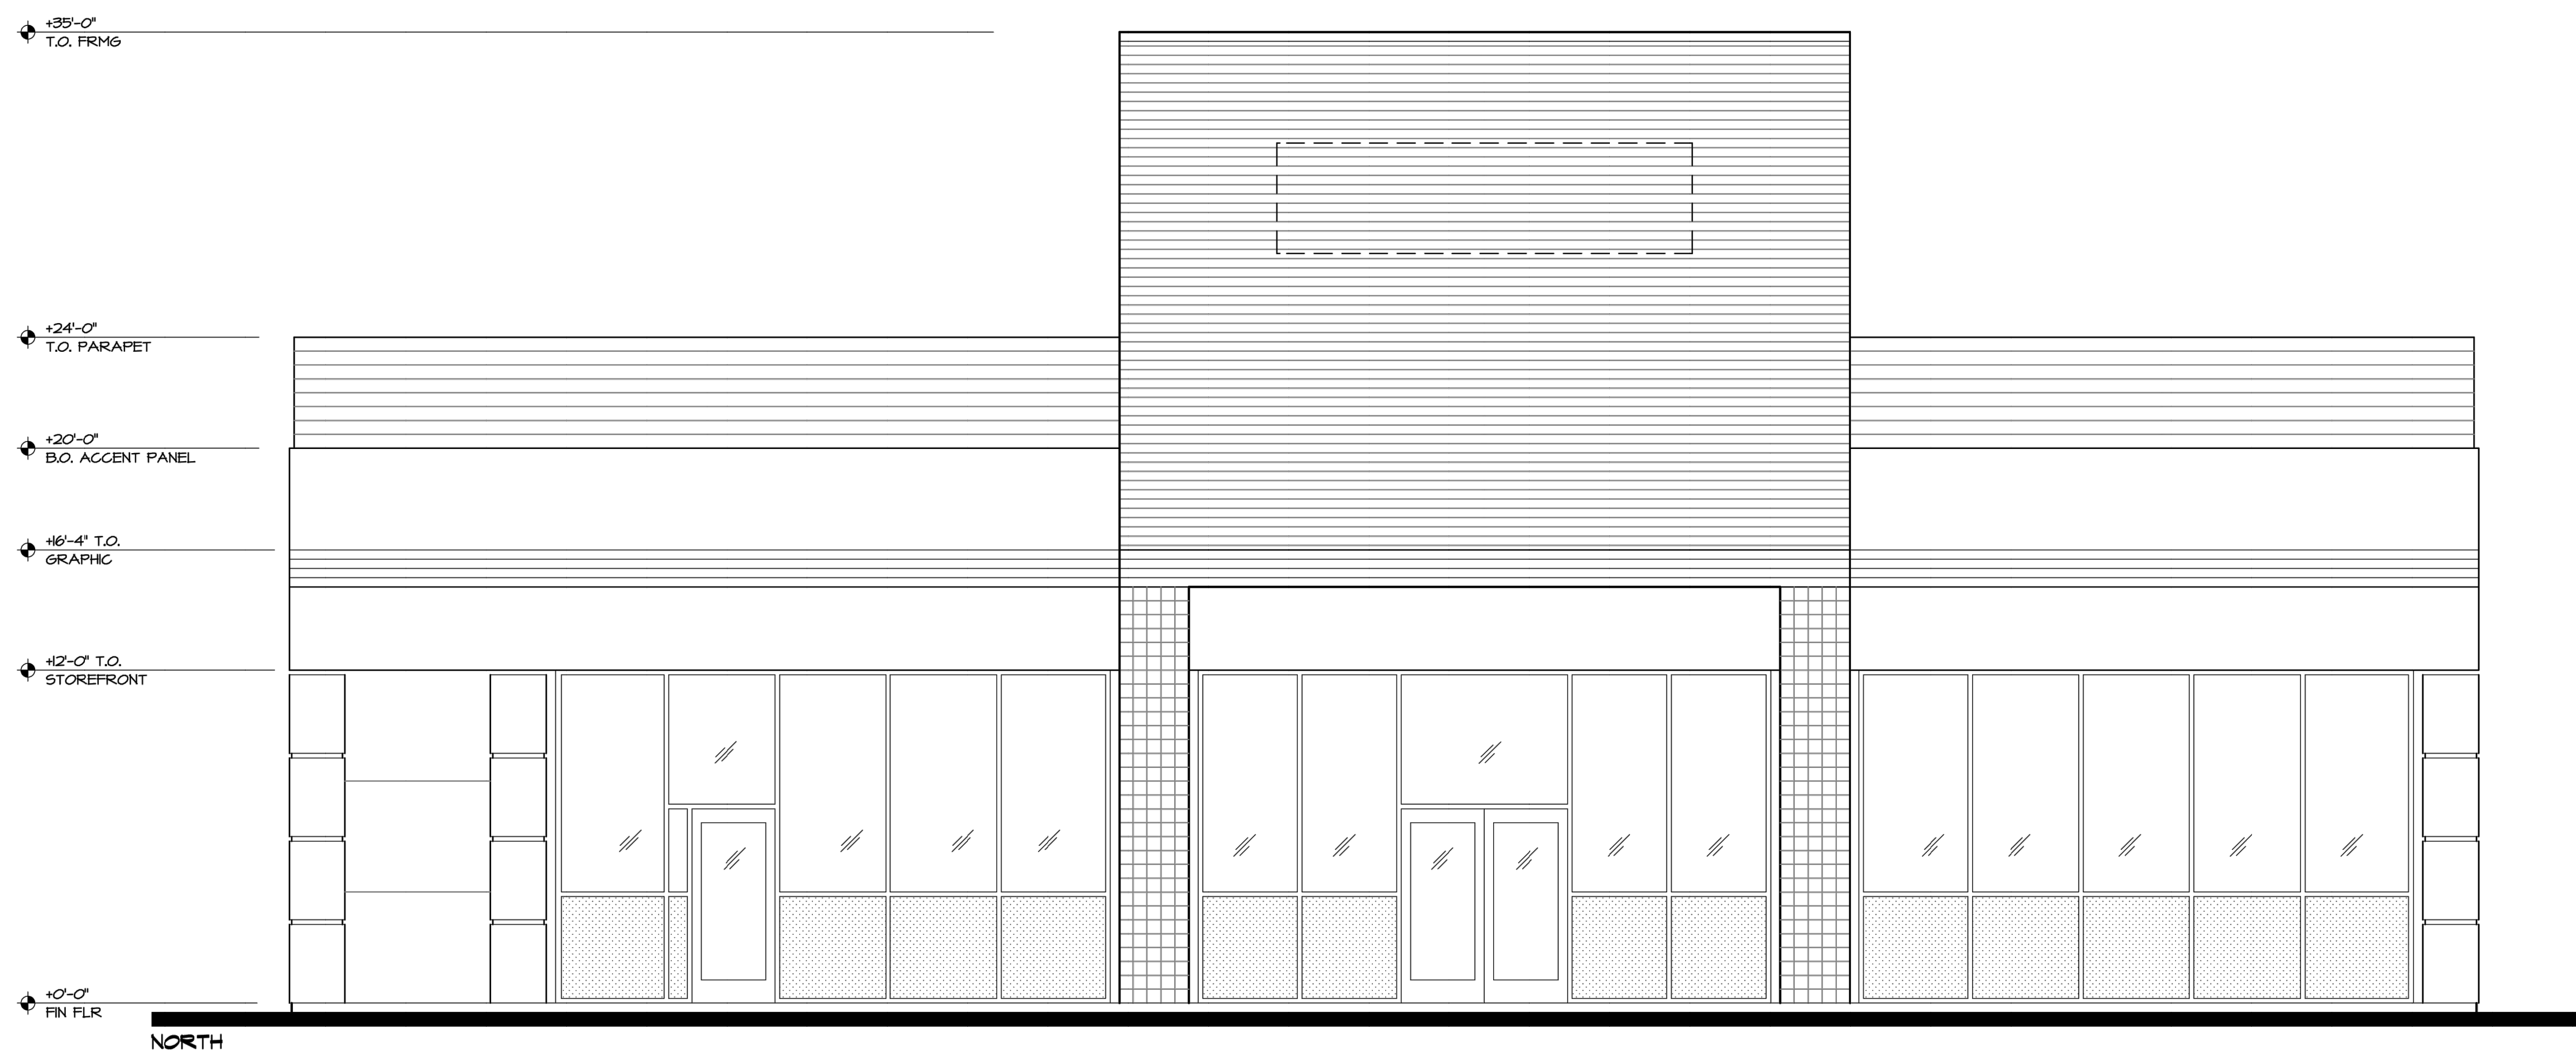 +35'-0"
T.O. FRMG
+24'-0"
T.O. PARAPET
+20'-0"
B.O. ACCENT PANEL
+16'-4" T.O.
GRAPHIC
+12'-0" T.O.
STOREFRONT
+0'-0"
FIN FLR
NORTH